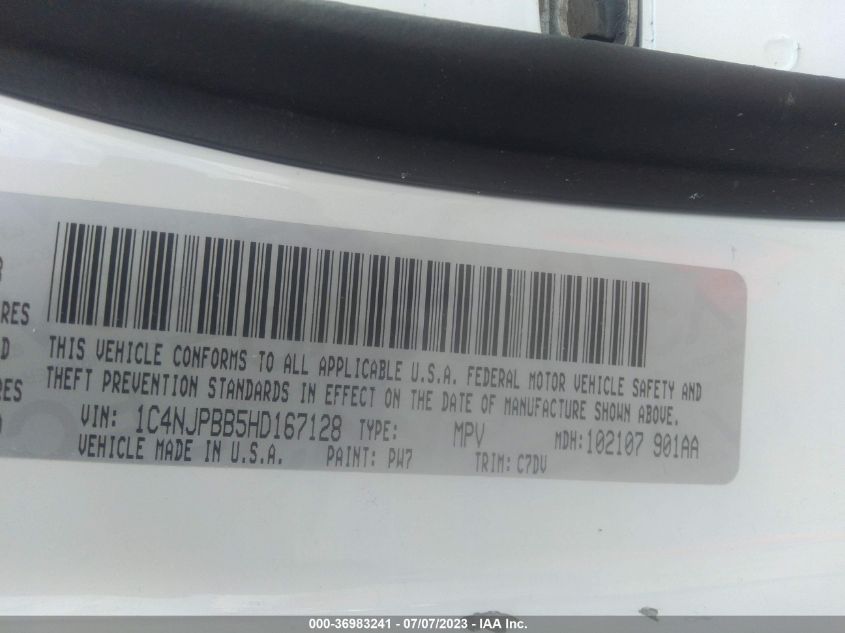 R
RES
D
RES
THIS VEHICLE CONFORMS TO ALL APPLICABLE U.S.A. FEDERAL MOTOR VEHICLE SAFETY AND
THEFT PREVENTION STANDARDS IN EFFECT ON THE DATE OF MANUFACTURE SHOWN ABOVE.
VIN: 1C4NJPBB5HD167128 TYPE: MPV MDH:102107 901AA
VEHICLE MADE IN U.S.A. PAINT: PW7 TRIM: C7DV
000-36983241 - 07/07/2023 - IAAI Inc.